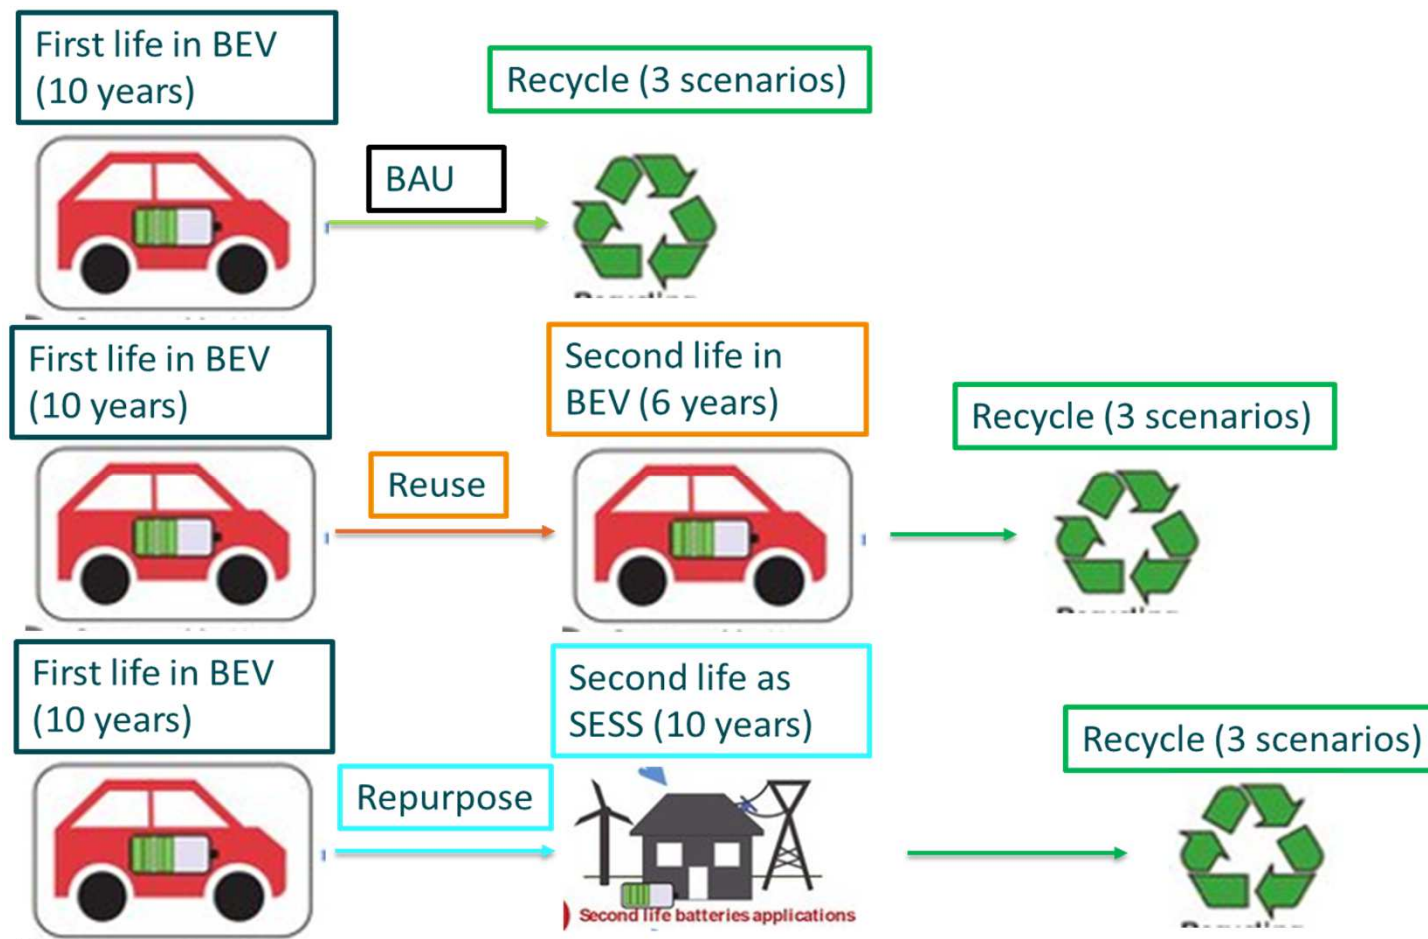 First life in BEV
(10 years)
Recycle (3 scenarios)
BAU
First life in BEV
(10 years)
Second life in
BEV (6 years)
Recycle (3 scenarios)
Reuse
First life in BEV
(10 years)
Second life as
SESS (10 years)
Recycle (3 scenarios)
Repurpose
Second life batteries applications